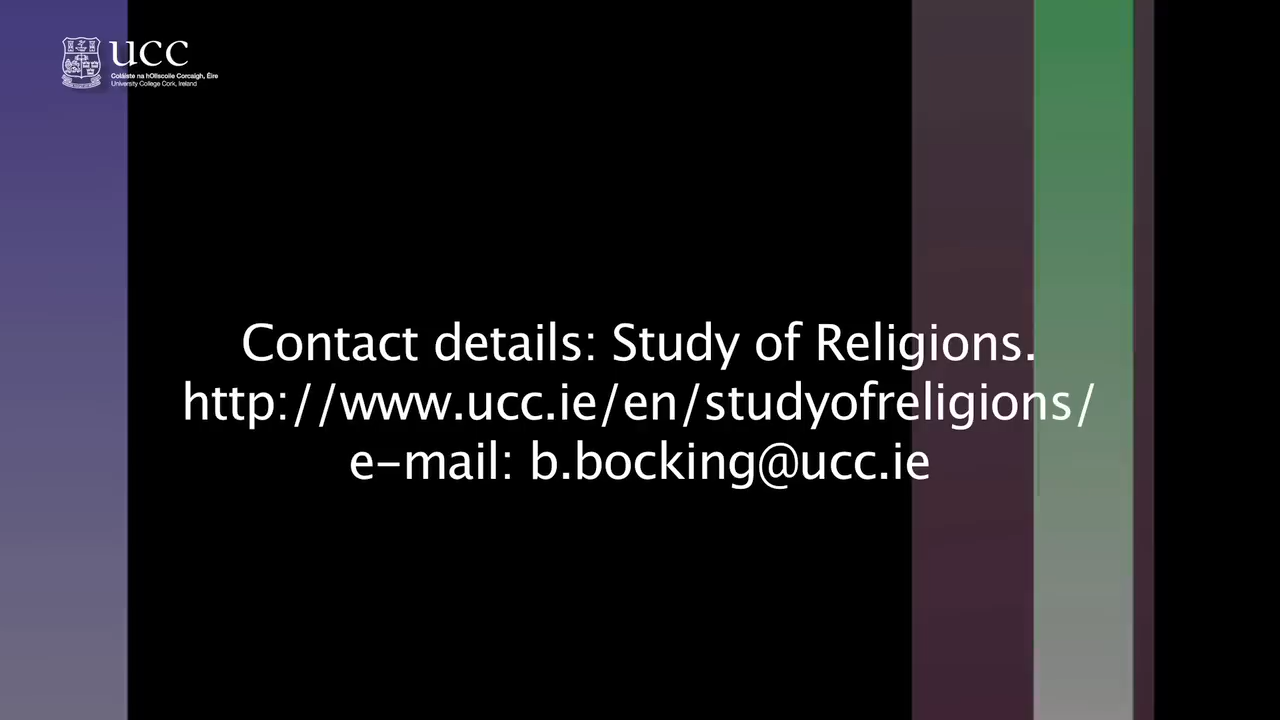 UCC
Coláiste na hOllscoile Corcaigh, Éire
University College Cork, Ireland
Contact details: Study of Religions.
http://www.ucc.ie/en/studyofreligions/
e-mail: b.bocking@ucc.ie